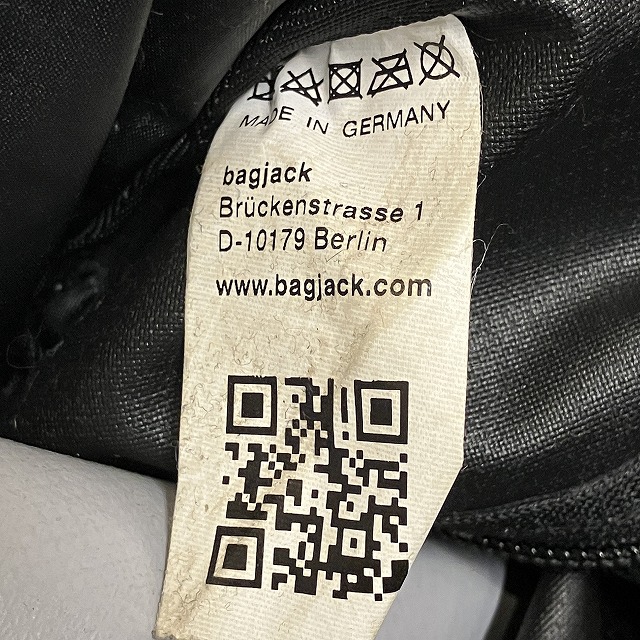 MADE IN GERMANY
bagjack
Brückenstrasse 1
D-10179 Berlin
www.bagjack.com